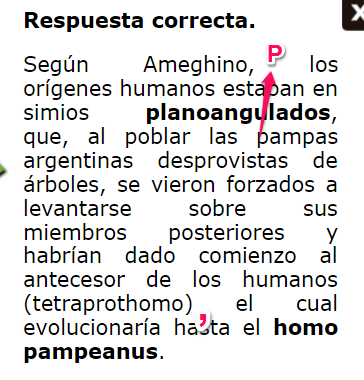 X
Respuesta correcta.
P
Según Ameghino, los
orígenes humanos estaban en
simios planoangulados,
que, al poblar las pampas
argentinas desprovistas de
árboles, se vieron forzados a
levantarse sobre sus
miembros posteriores y
habrían dado comienzo al
antecesor de los humanos
(tetraprothomo), el cual
evolucionaría hasta el homo
pampeanus.